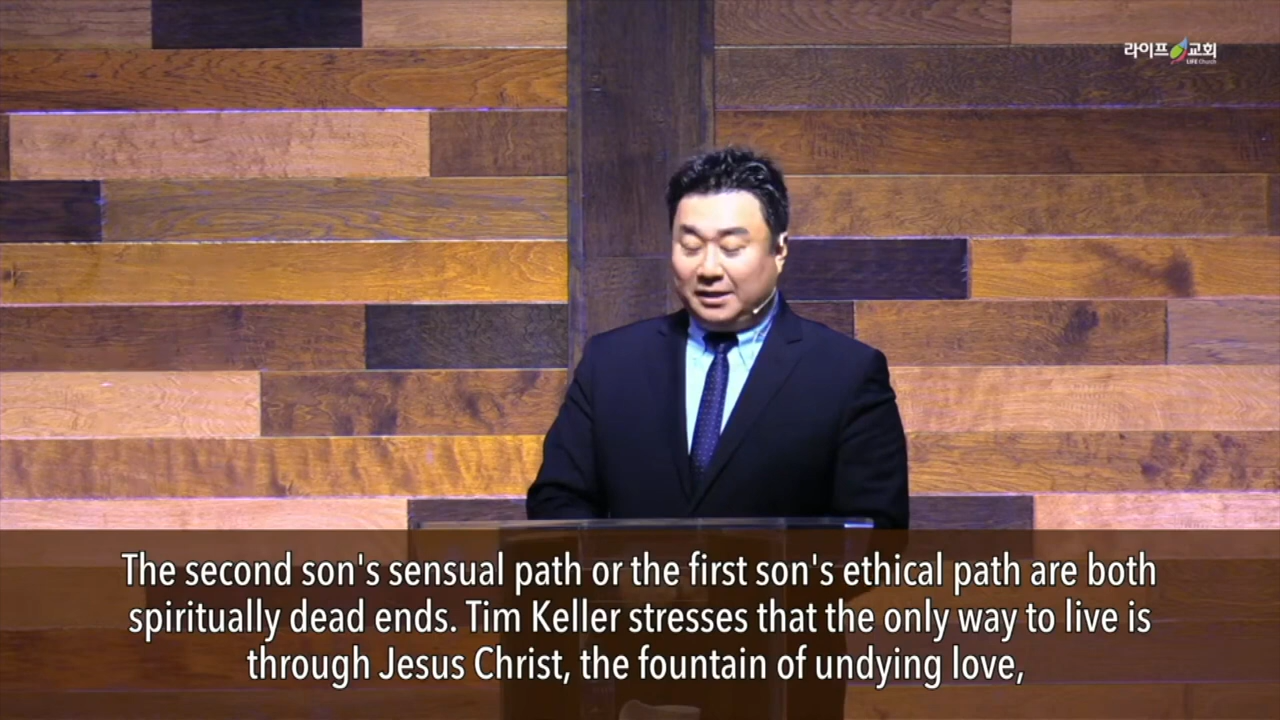 라이프교회
LIFE Church
The second son's sensual path or the first son's ethical path are both
spiritually dead ends. Tim Keller stresses that the only way to live is
through Jesus Christ, the fountain of undying love,